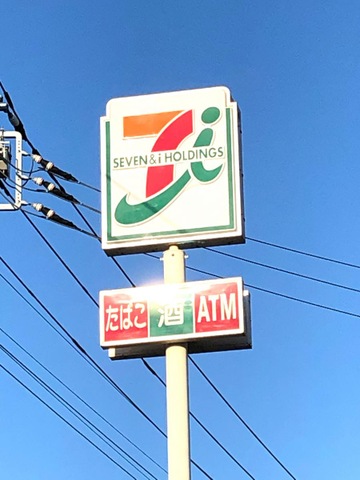 SEVEN & i HOLDINGS
たばこ 酒 ATM